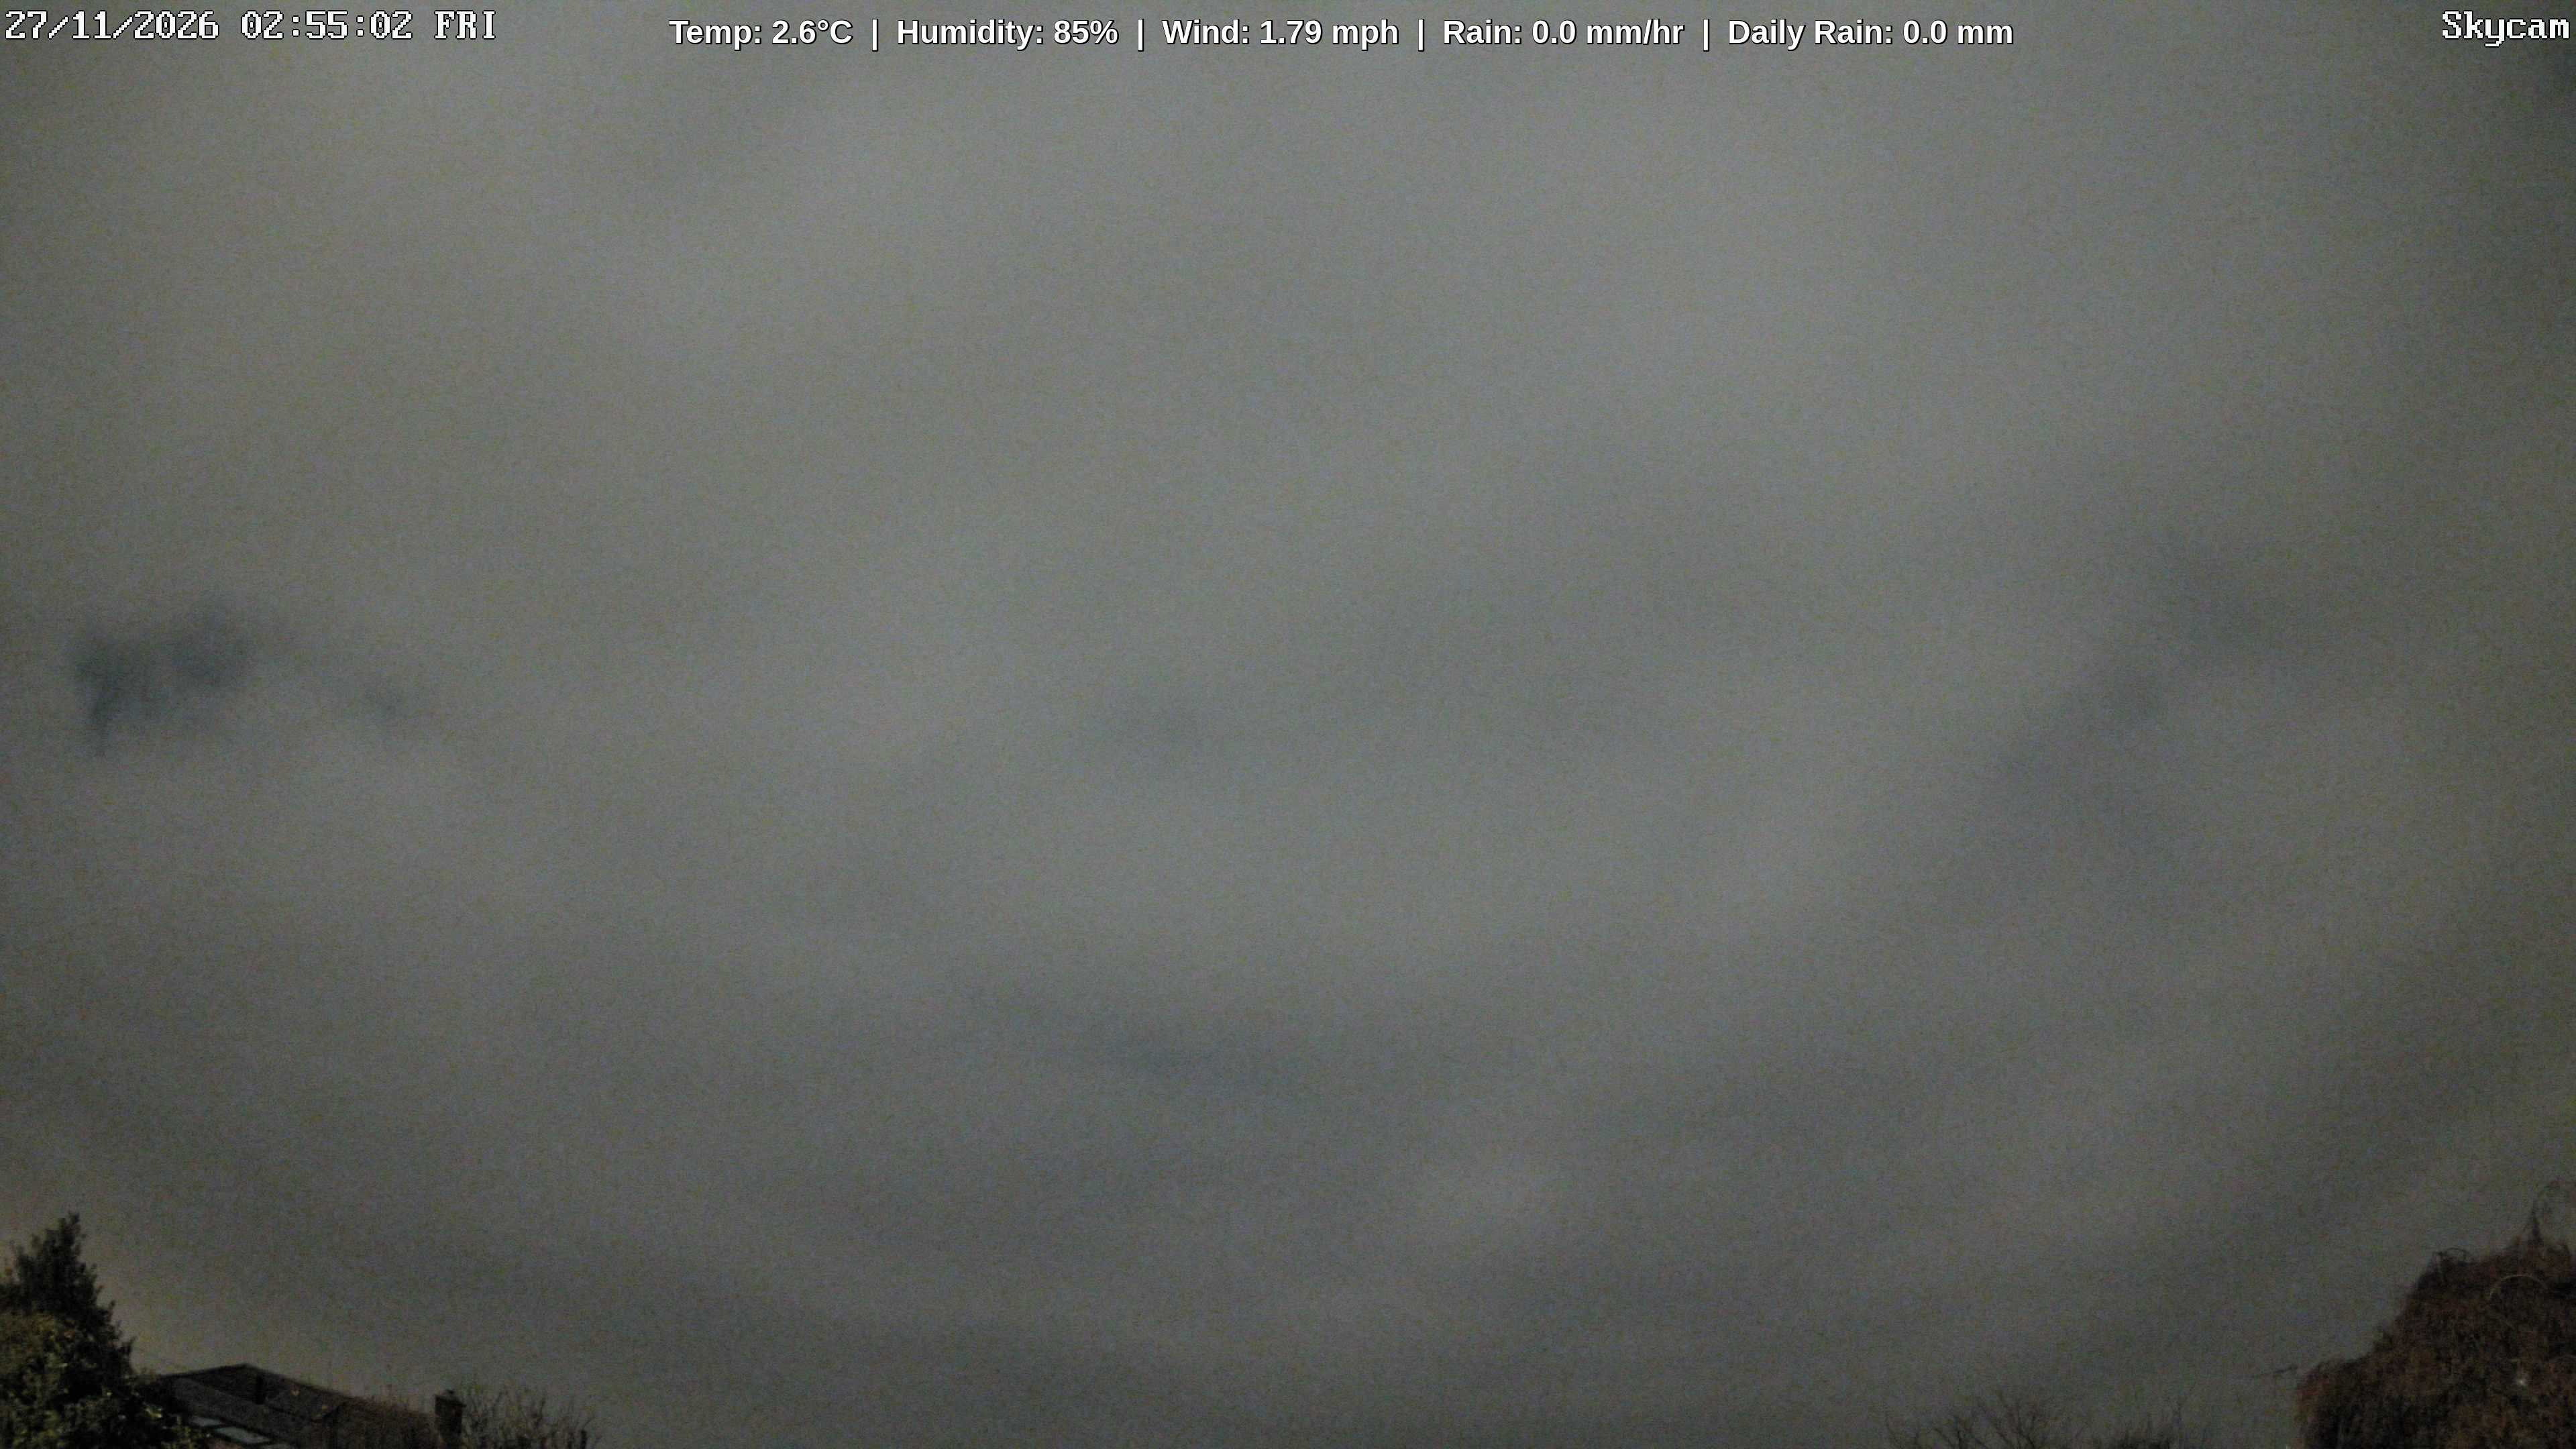 27/11/2026 02:55:02 FRI
Temp: 2.6°C | Humidity: 85% | Wind: 1.79 mph | Rain: 0.0 mm/hr | Daily Rain: 0.0 mm
Skycam